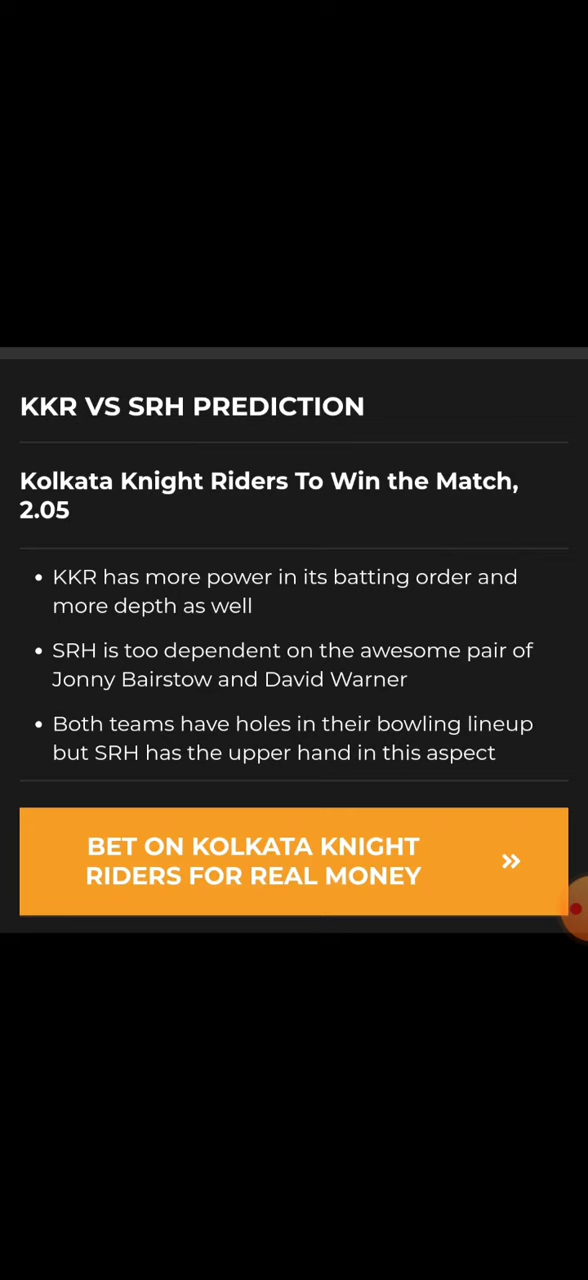 KKR VS SRH PREDICTION
Kolkata Knight Riders To Win the Match,
2.05
• KKR has more power in its batting order and
more depth as well
• SRH is too dependent on the awesome pair of
Jonny Bairstow and David Warner
• Both teams have holes in their bowling lineup
but SRH has the upper hand in this aspect
BET ON KOLKATA KNIGHT
RIDERS FOR REAL MONEY